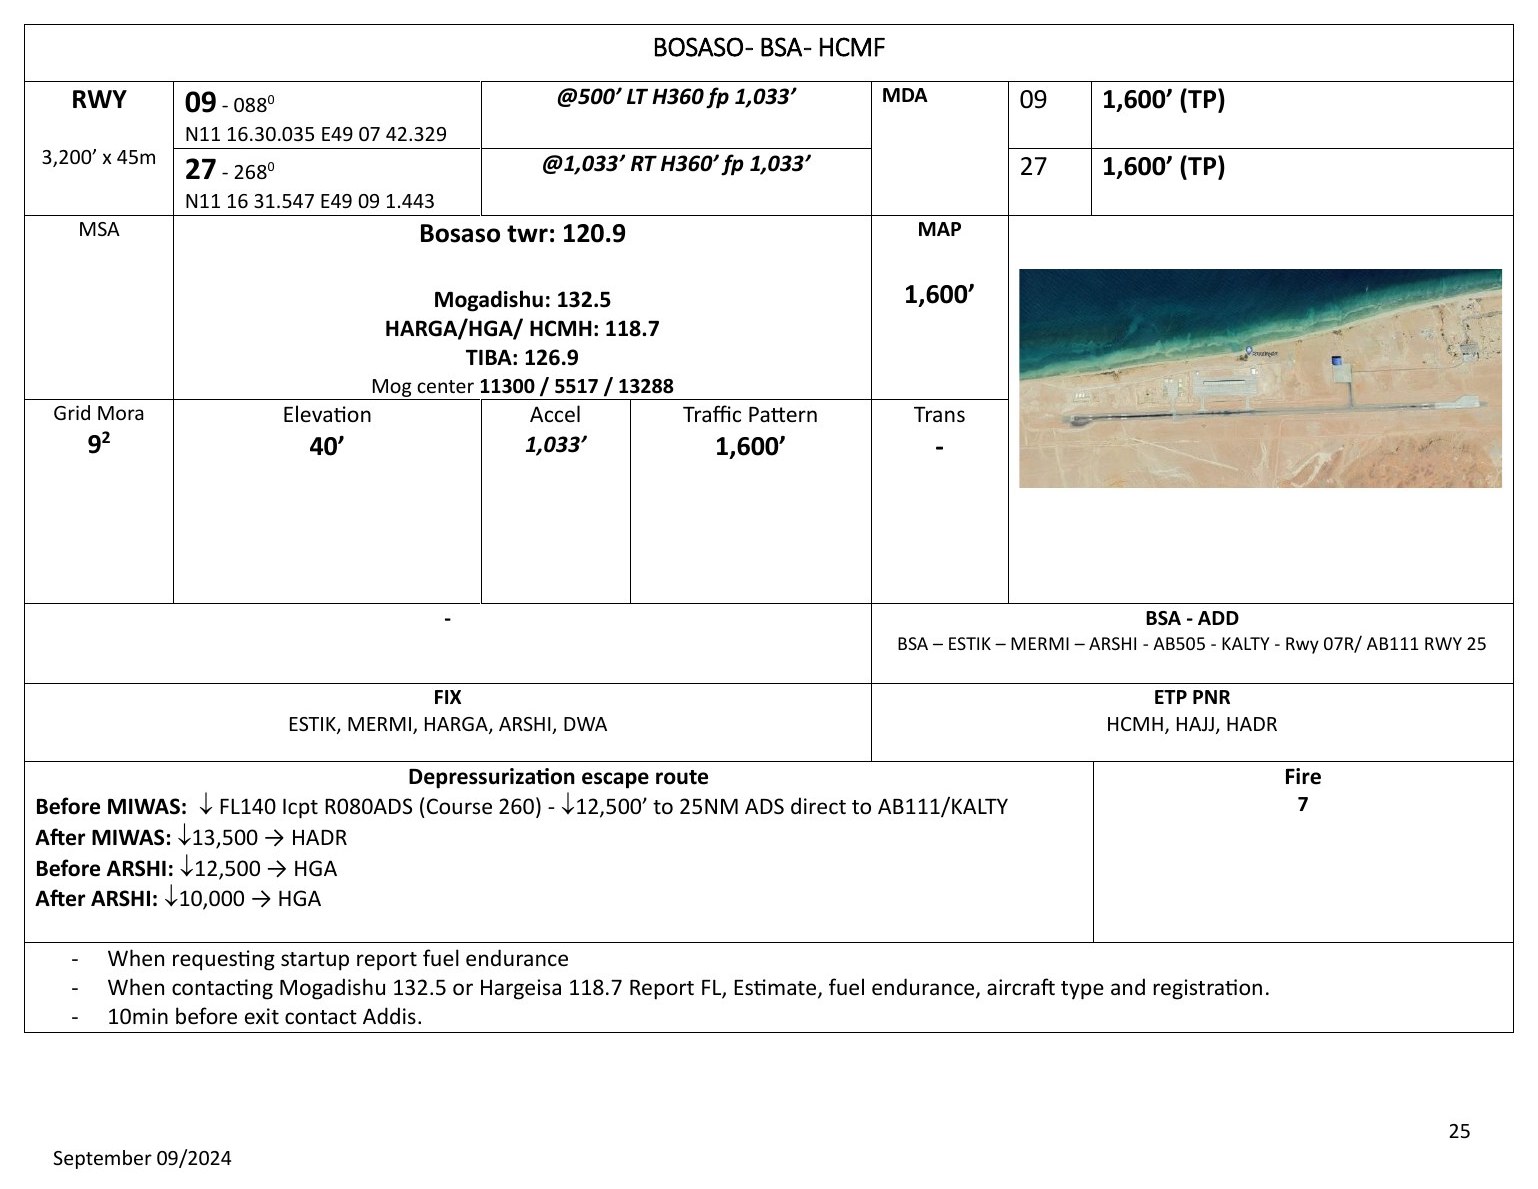 BOSASO- BSA- HCMF
RWY
3,200’ x 45m
09 - 088⁰
N11 16.30.035 E49 07 42.329
@500’ LT H360 fp 1,033’
MDA
09
1,600’ (TP)
27 - 268⁰
N11 16 31.547 E49 09 1.443
@1,033’ RT H360’ fp 1,033’
27
1,600’ (TP)
MSA
Bosaso twr: 120.9
Mogadishu: 132.5
HARGA/HGA/ HCMH: 118.7
TIBA: 126.9
Mog center 11300 / 5517 / 13288
MAP
1,600’
Grid Mora
9²
Elevation
40’
Accel
1,033’
Traffic Pattern
1,600’
Trans
-
-
BSA - ADD
BSA – ESTIK – MERMI – ARSHI - AB505 - KALTY - Rwy 07R/ AB111 RWY 25
FIX
ESTIK, MERMI, HARGA, ARSHI, DWA
ETP PNR
HCMH, HAJJ, HADR
Depressurization escape route
Before MIWAS: ↓ FL140 Icpt R080ADS (Course 260) - ↓12,500’ to 25NM ADS direct to AB111/KALTY
After MIWAS: ↓13,500 → HADR
Before ARSHI: ↓12,500 → HGA
After ARSHI: ↓10,000 → HGA
Fire
7
- When requesting startup report fuel endurance
- When contacting Mogadishu 132.5 or Hargeisa 118.7 Report FL, Estimate, fuel endurance, aircraft type and registration.
- 10min before exit contact Addis.
25
September 09/2024